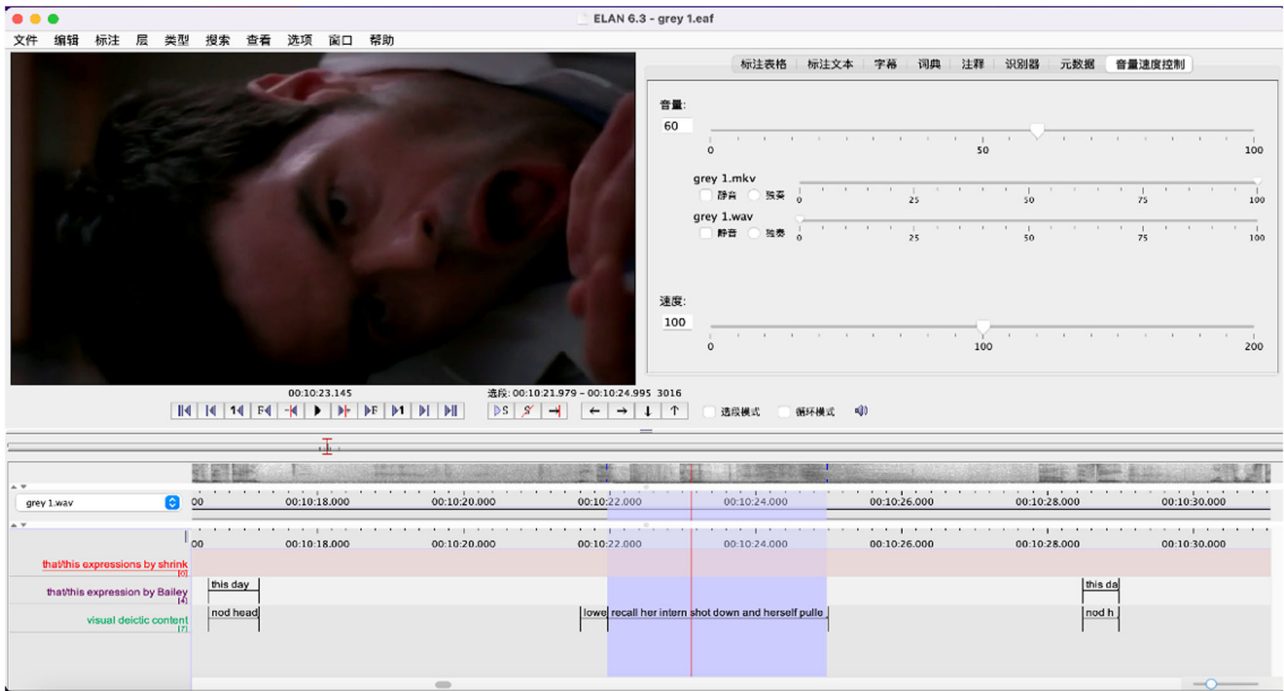 ELAN 6.3 - grey 1.eaf
文件 编辑 标注 层 类型 搜索 查看 选项 窗口 帮助
标注表格 标注文本 字幕 词典 注释 识别器 元数据 音量速度控制
音量:
60
0 50 100
grey 1.mkv
静音 独奏 0 25 50 75 100
grey 1.wav
静音 独奏 0 25 50 75 100
速度:
100
0 100 200
00:10:23.145 选段: 00:10:21.979 - 00:10:24.995 3016
1 F F 1 S S 选段模式 循环模式
grey 1.wav 00 00:10:18.000 00:10:20.000 00:10:22.000 00:10:24.000 00:10:26.000 00:10:28.000 00:10:30.000
00 00:10:18.000 00:10:20.000 00:10:22.000 00:10:24.000 00:10:26.000 00:10:28.000 00:10:30.000
that/this expressions by shrink
[0]
that/this expression by Bailey this day this da
[4]
visual deictic content nod head lowe recall her intern shot down and herself pulle nod h
[7]